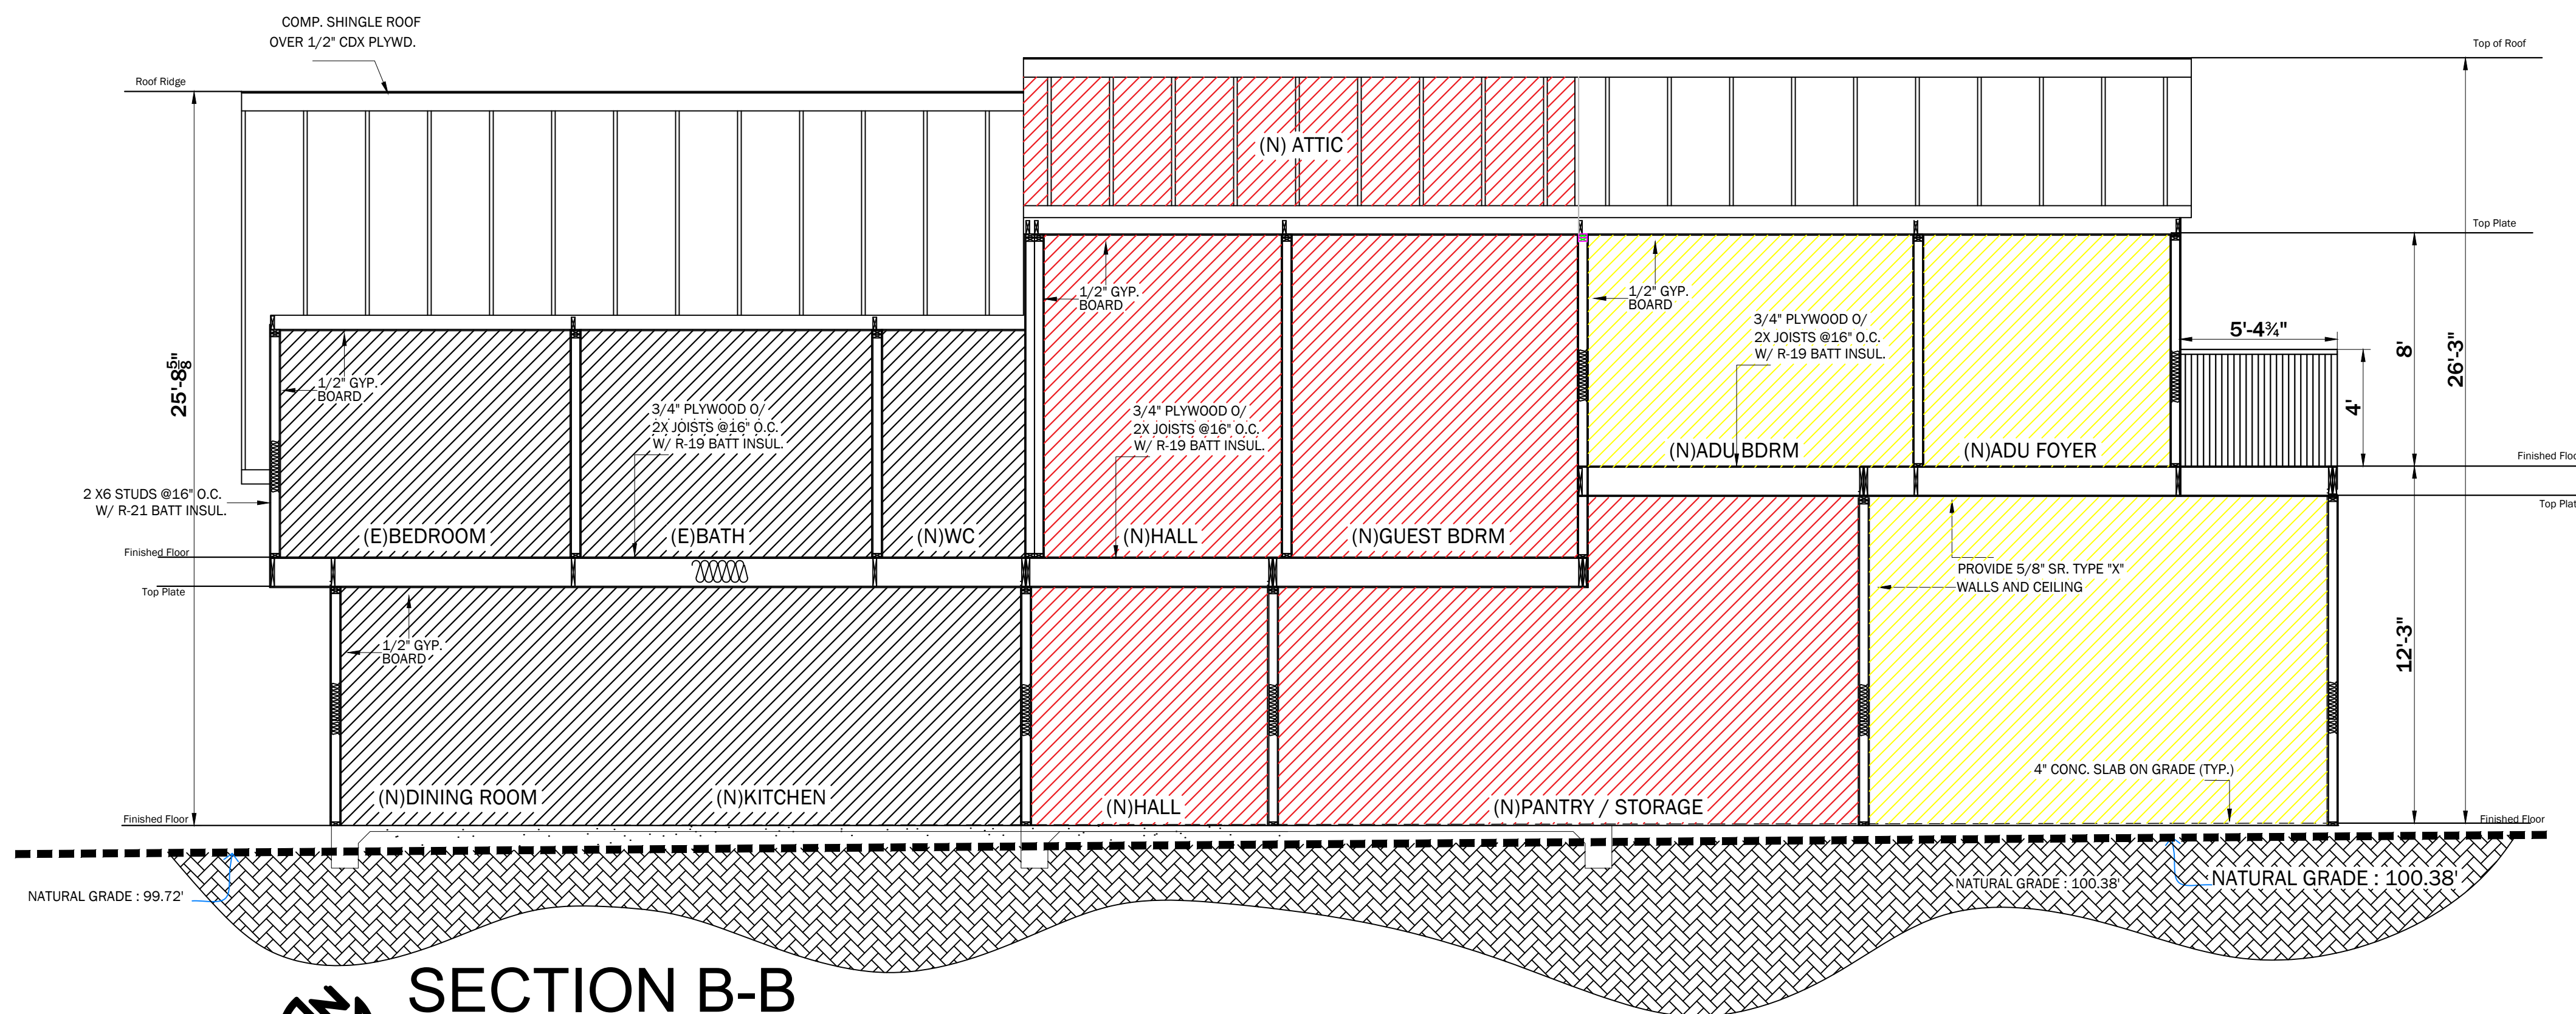 COMP. SHINGLE ROOF
OVER 1/2" CDX PLYWD.
Top of Roof
Roof Ridge
(N) ATTIC
Top Plate
1/2" GYP.
BOARD
1/2" GYP.
BOARD
3/4" PLYWOOD O/
2X JOISTS @16" O.C.
W/ R-19 BATT INSUL.
5'-4¾"
8'
26'-3"
25'-8⅝"
4'
1/2" GYP.
BOARD
3/4" PLYWOOD O/
2X JOISTS @16" O.C.
W/ R-19 BATT INSUL.
3/4" PLYWOOD O/
2X JOISTS @16" O.C.
W/ R-19 BATT INSUL.
(N)ADU BDRM
(N)ADU FOYER
2 X6 STUDS @16" O.C.
W/ R-21 BATT INSUL.
(E)BEDROOM
(E)BATH
(N)WC
(N)HALL
(N)GUEST BDRM
Finished Floo
Top Plat
Finished Floor
Top Plate
PROVIDE 5/8" SR. TYPE "X"
WALLS AND CEILING
1/2" GYP.
BOARD
12'-3"
4" CONC. SLAB ON GRADE (TYP.)
(N)DINING ROOM
(N)KITCHEN
(N)HALL
(N)PANTRY / STORAGE
Finished Floor
Finished Floor
NATURAL GRADE : 99.72'
NATURAL GRADE : 100.38'
NATURAL GRADE : 100.38'
SECTION B-B